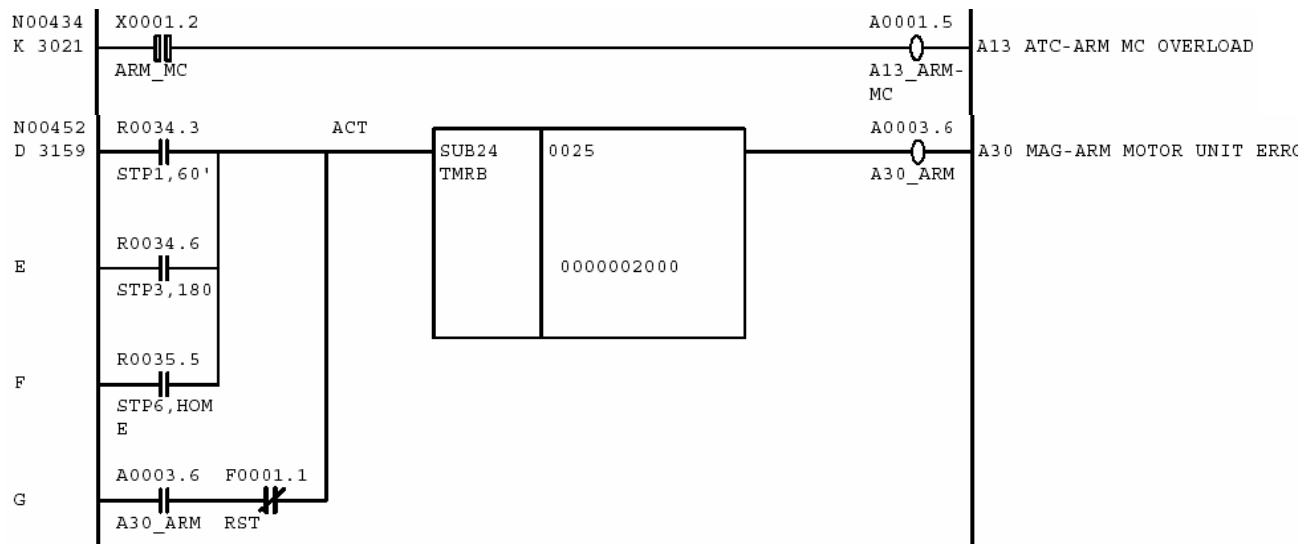 N00434 X0001.2 A0001.5
K 3021 A13 ATC-ARM MC OVERLOAD
ARM_MC A13_ARM-
MC
N00452 R0034.3 ACT A0003.6
D 3159 SUB24 0025 A30 MAG-ARM MOTOR UNIT ERRO
STP1,60' TMRB A30_ARM
R0034.6
E 0000002000
STP3,180
R0035.5
F
STP6,HOM
E
A0003.6 F0001.1
G
A30_ARM RST